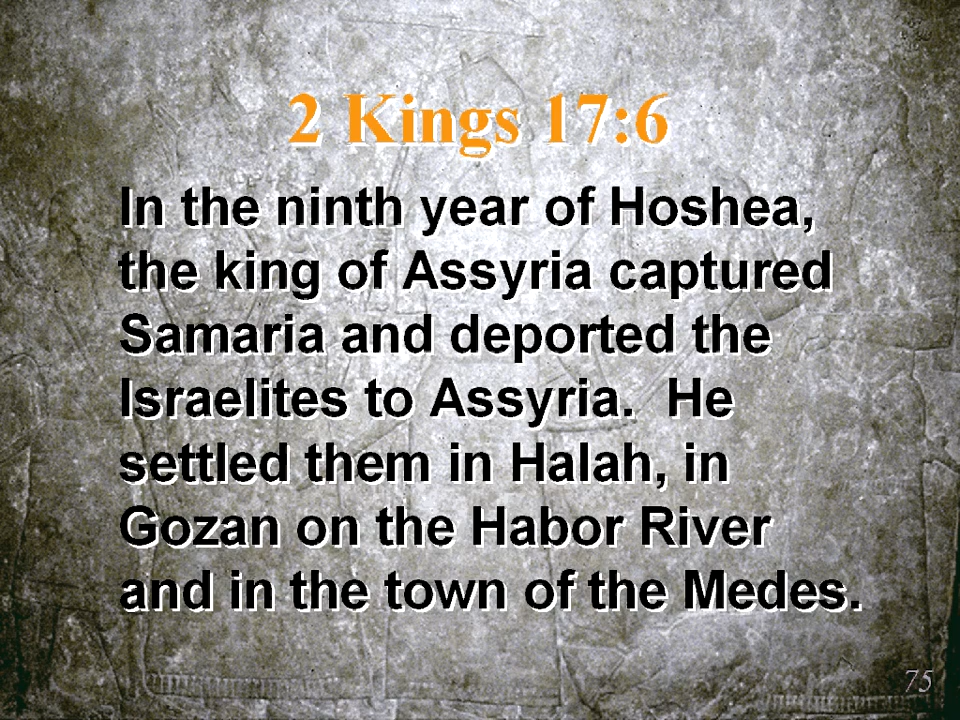 2 Kings 17:6
In the ninth year of Hoshea,
the king of Assyria captured
Samaria and deported the
Israelites to Assyria.  He
settled them in Halah, in
Gozan on the Habor River
and in the town of the Medes.
75